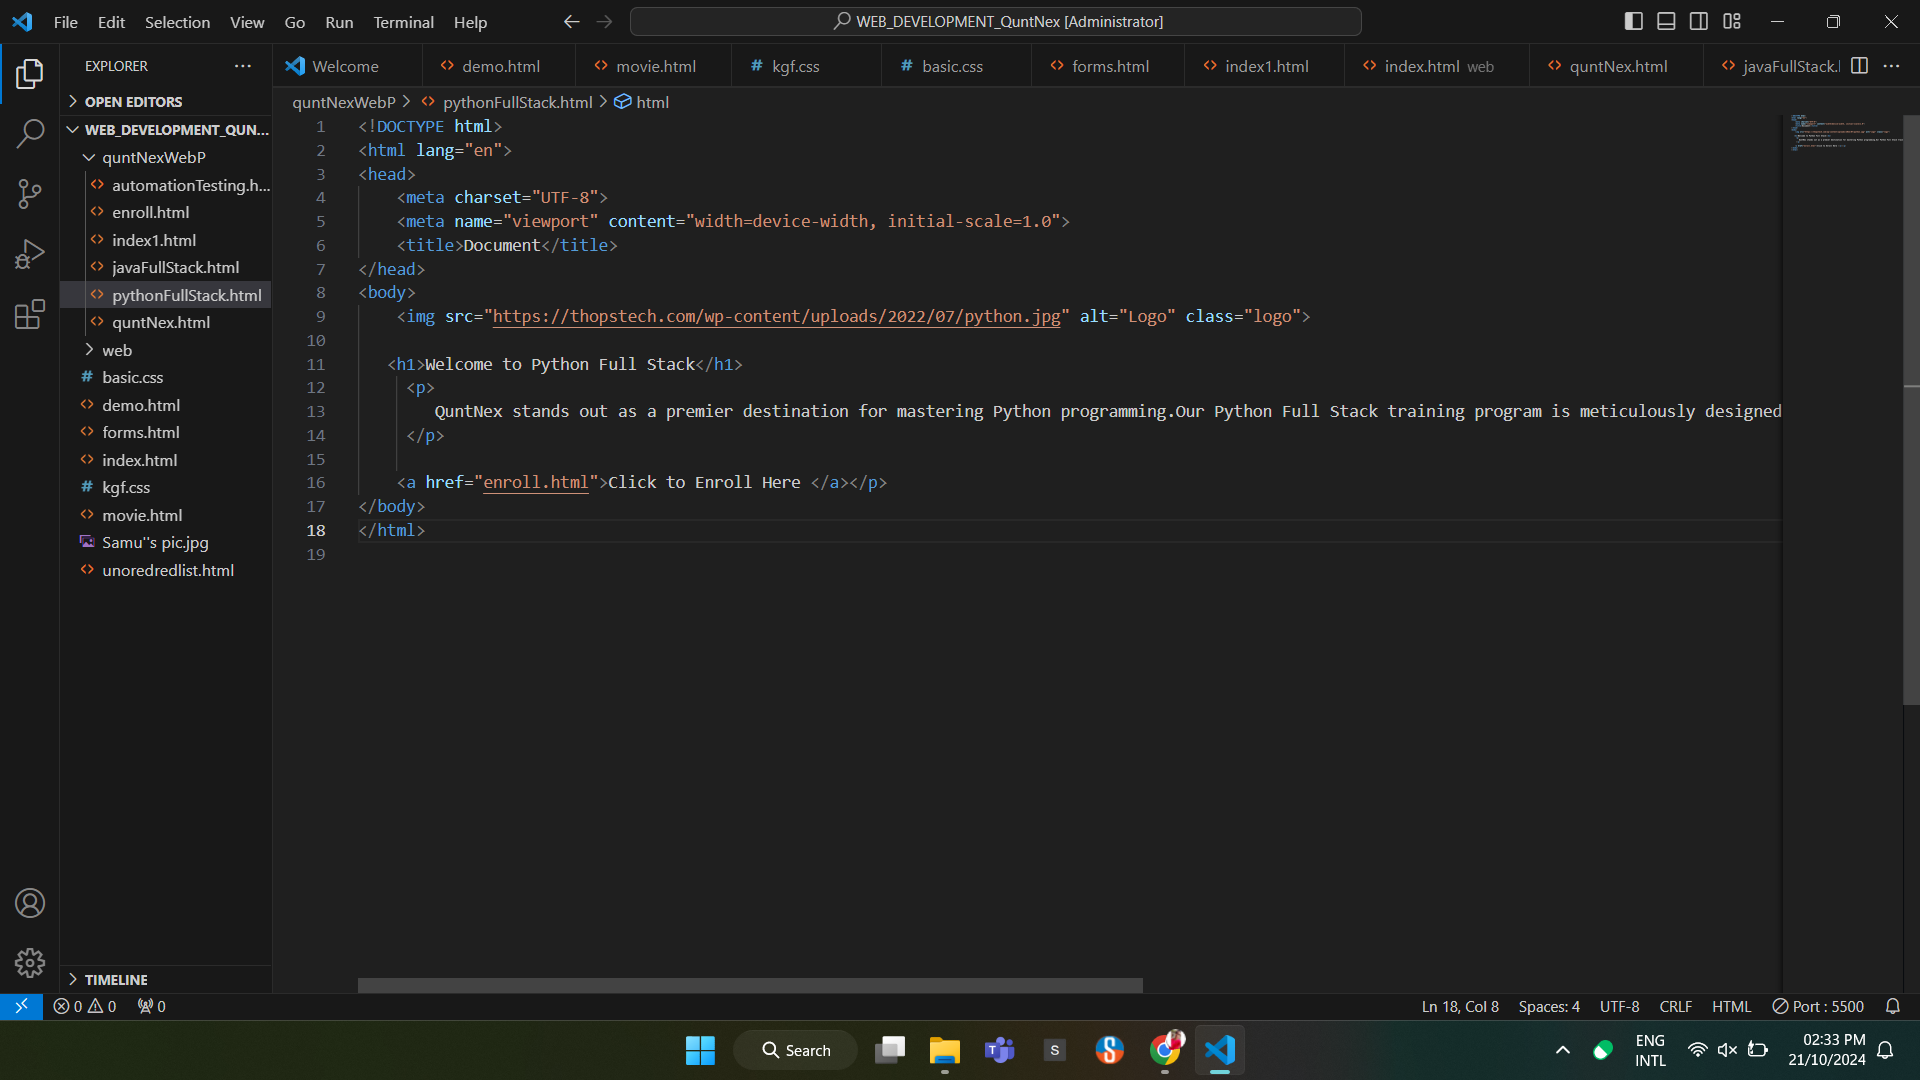 File Edit Selection View Go Run Terminal Help
WEB_DEVELOPMENT_QuntNex [Administrator]
EXPLORER
Welcome
demo.html
movie.html
# kgf.css
# basic.css
forms.html
index1.html
index.html web
quntNex.html
javaFullStack.l
OPEN EDITORS
WEB_DEVELOPMENT_QUN...
quntNexWebP
automationTesting.h...
enroll.html
index1.html
javaFullStack.html
pythonFullStack.html
quntNex.html
web
# basic.css
demo.html
forms.html
index.html
# kgf.css
movie.html
Samu''s pic.jpg
unoredredlist.html
TIMELINE
quntNexWebP > pythonFullStack.html > html
1 <!DOCTYPE html>
2 <html lang="en">
3 <head>
4 <meta charset="UTF-8">
5 <meta name="viewport" content="width=device-width, initial-scale=1.0">
6 <title>Document</title>
7 </head>
8 <body>
9 <img src="https://thopstech.com/wp-content/uploads/2022/07/python.jpg" alt="Logo" class="logo">
10
11 <h1>Welcome to Python Full Stack</h1>
12 <p>
13 QuntNex stands out as a premier destination for mastering Python programming.Our Python Full Stack training program is meticulously designed
14 </p>
15
16 <a href="enroll.html">Click to Enroll Here </a></p>
17 </body>
18 </html>
19
0 0 0
Ln 18, Col 8 Spaces: 4 UTF-8 CRLF HTML Port : 5500
Search
S
ENG
INTL
02:33 PM
21/10/2024